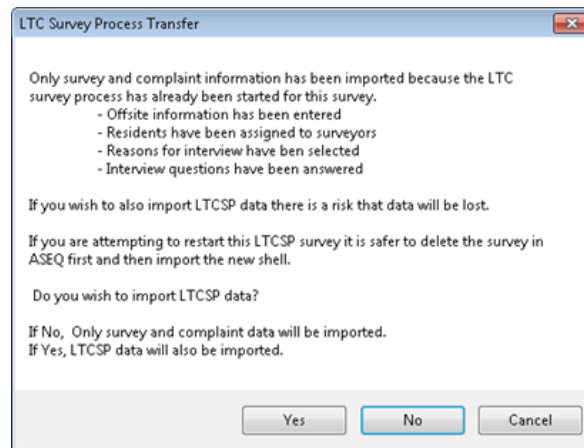 LTC Survey Process Transfer
Only survey and complaint information has been imported because the LTC
survey process has already been started for this survey.
- Offsite information has been entered
- Residents have been assigned to surveyors
- Reasons for interview have ben selected
- Interview questions have been answered
If you wish to also import LTCSP data there is a risk that data will be lost.
If you are attempting to restart this LTCSP survey it is safer to delete the survey in
ASEQ first and then import the new shell.
Do you wish to import LTCSP data?
If No, Only survey and complaint data will be imported.
If Yes, LTCSP data will also be imported.
Yes No Cancel